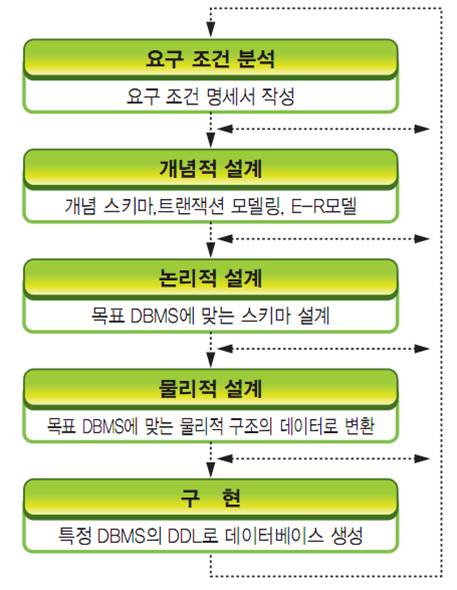 요구 조건 분석
요구 조건 명세서 작성
개념적 설계
개념 스키마,트랜잭션 모델링, E-R모델
논리적 설계
목표 DBMS에 맞는 스키마 설계
물리적 설계
목표 DBMS에 맞는 물리적 구조의 데이터로 변환
구 현
특정 DBMS의 DDL로 데이터베이스 생성